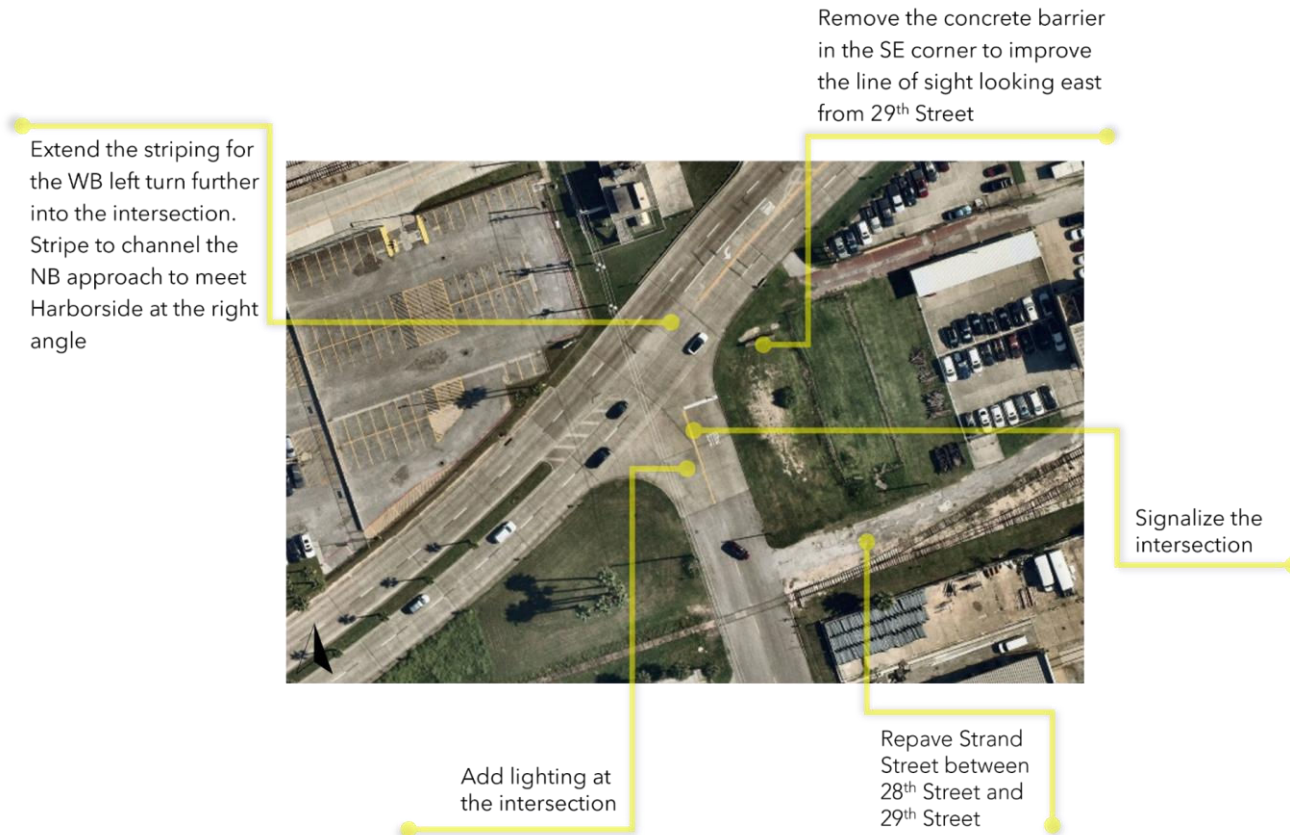 Remove the concrete barrier
in the SE corner to improve
the line of sight looking east
from 29th Street
Extend the striping for
the WB left turn further
into the intersection.
Stripe to channel the
NB approach to meet
Harborside at the right
angle
Signalize the
intersection
Add lighting at
the intersection
Repave Strand
Street between
28th Street and
29th Street